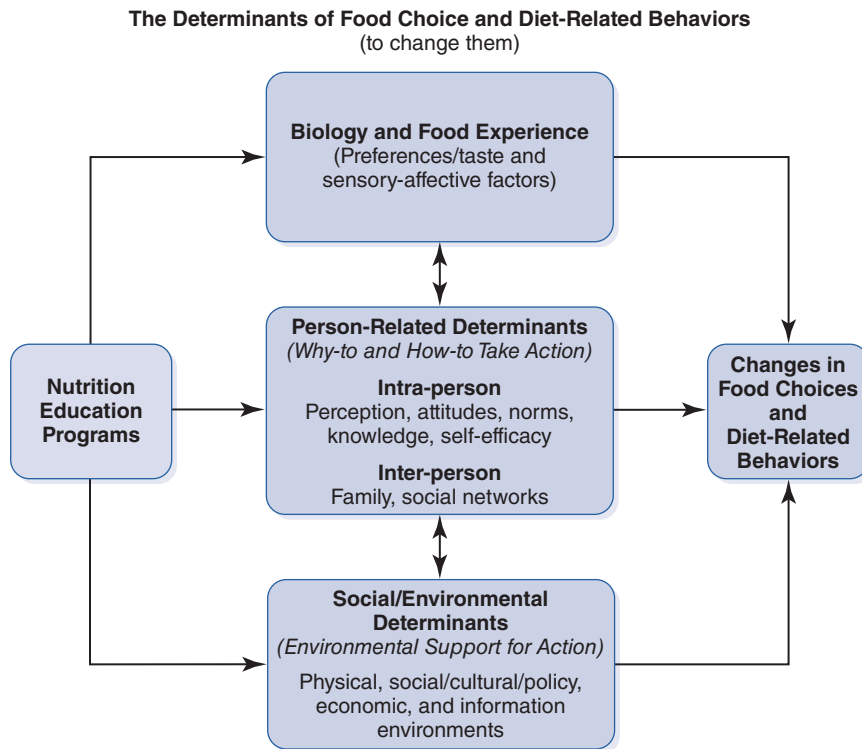 The Determinants of Food Choice and Diet-Related Behaviors
(to change them)
Biology and Food Experience
(Preferences/taste and
sensory-affective factors)
Nutrition
Education
Programs
Person-Related Determinants
(Why-to and How-to Take Action)
Intra-person
Perception, attitudes, norms,
knowledge, self-efficacy
Inter-person
Family, social networks
Changes in
Food Choices
and
Diet-Related
Behaviors
Social/Environmental
Determinants
(Environmental Support for Action)
Physical, social/cultural/policy,
economic, and information
environments